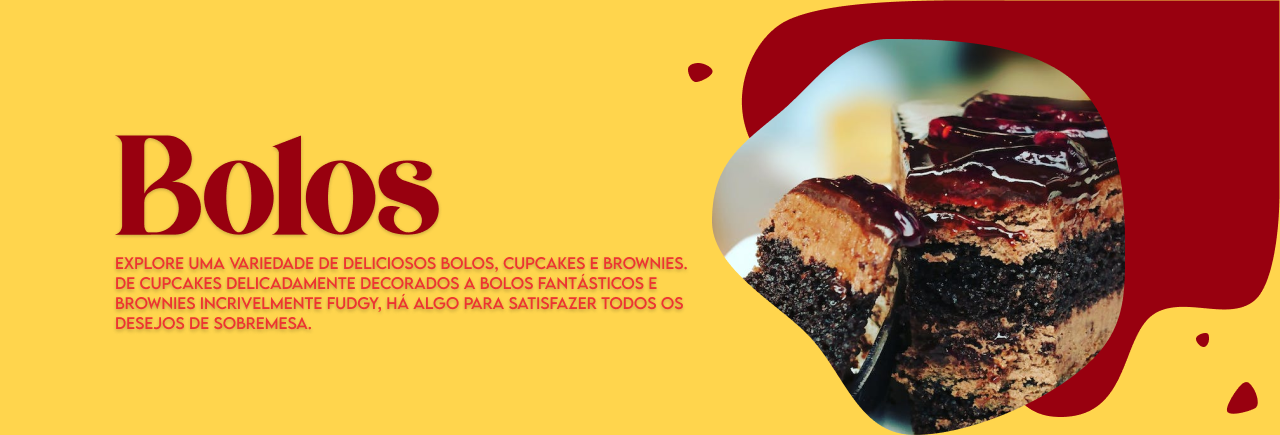 Bolos
EXPLORE UMA VARIEDADE DE DELICIOSOS BOLOS, CUPCAKES E BROWNIES.
DE CUPCAKES DELICADAMENTE DECORADOS A BOLOS FANTÁSTICOS E
BROWNIES INCRIVELMENTE FUDGY, HÁ ALGO PARA SATISFAZER TODOS OS
DESEJOS DE SOBREMESA.